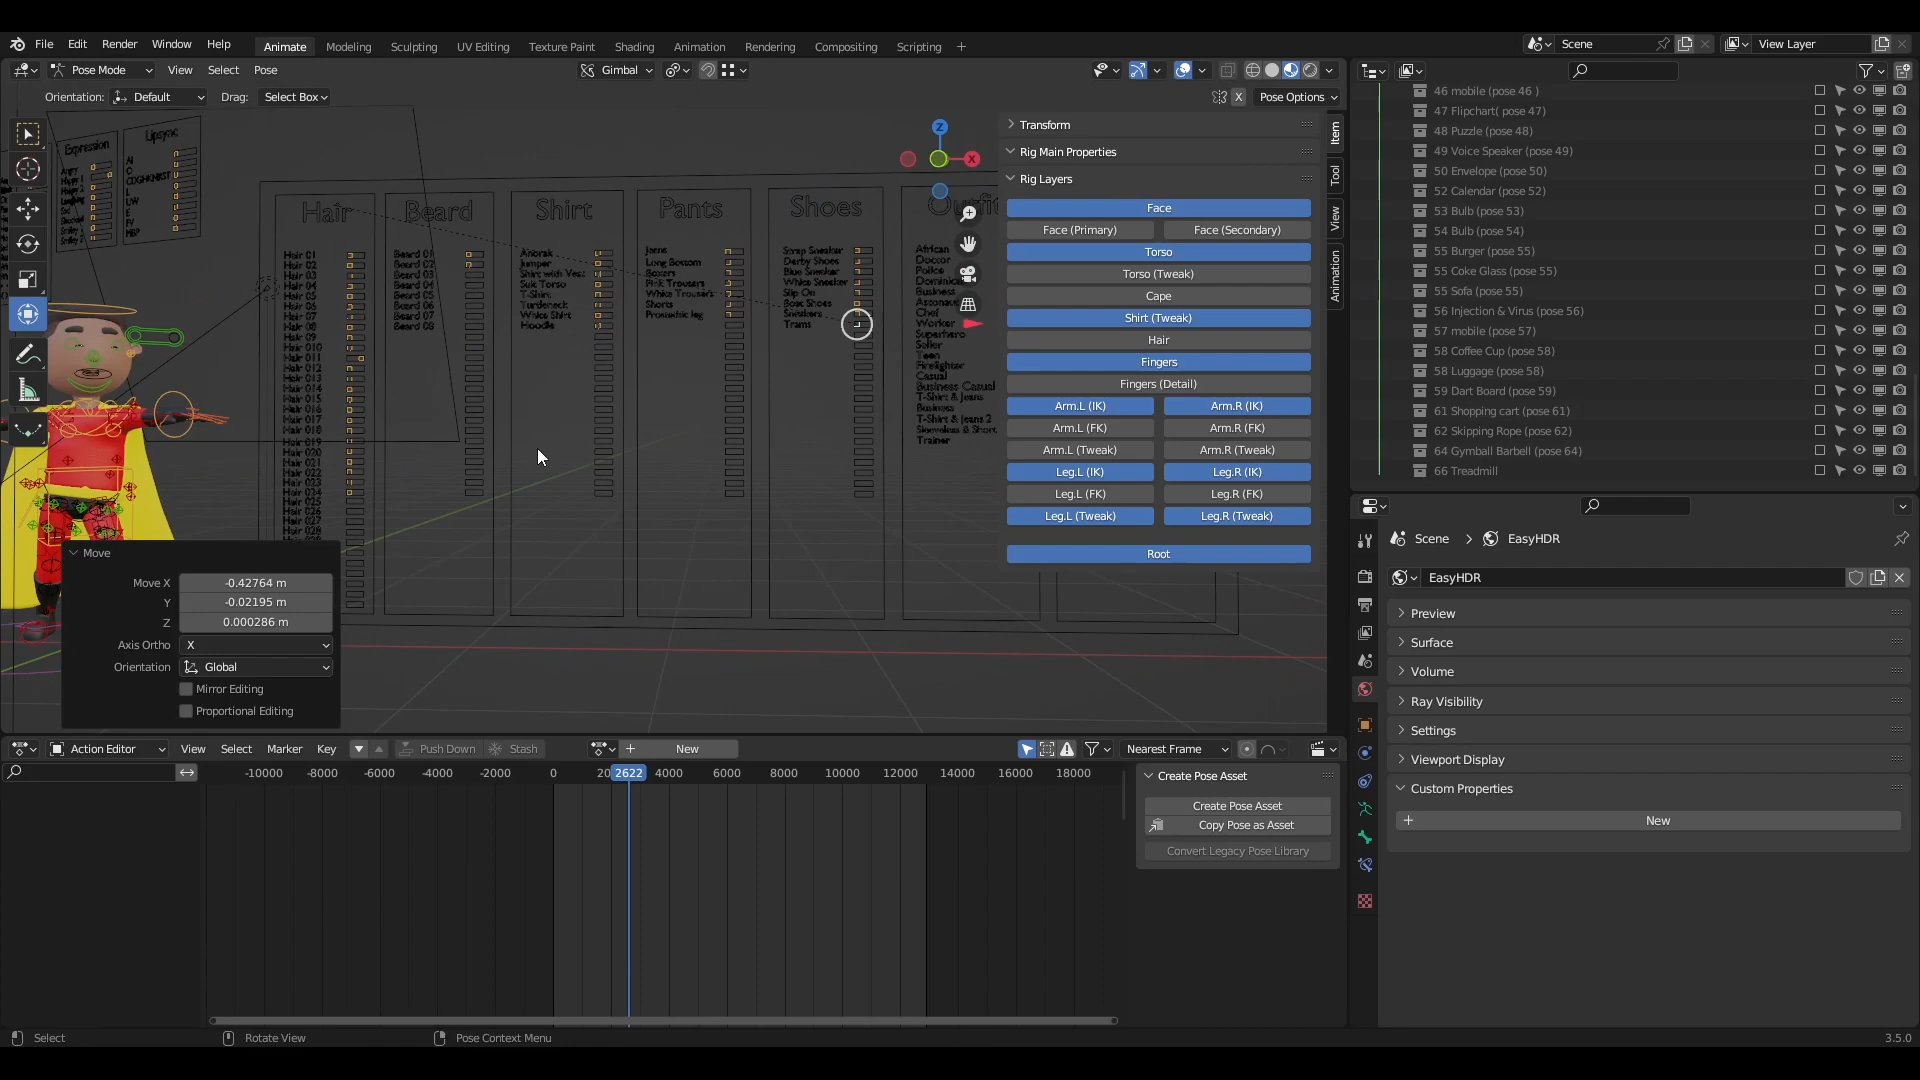 File Edit Render Window Help Animate Modeling Sculpting UV Editing Texture Paint Shading Animation Rendering Compositing Scripting + Scene View Layer
Pose Mode View Select Pose Gimbal
Orientation: Default Drag: Select Box X Pose Options
Expression
Lipsync
Hair
Hair 01
Hair 02
Hair 03
Hair 04
Hair 05
Hair 06
Hair 07
Hair 08
Hair 09
Hair 010
Hair 011
Hair 012
Hair 013
Hair 014
Hair 015
Hair 016
Hair 017
Hair 018
Hair 019
Hair 020
Hair 021
Hair 022
Beard
Beard 01
Beard 02
Beard 03
Beard 04
Beard 05
Beard 06
Beard 07
Beard 08
Shirt
Anorak
Jumper
Shirt with Vest
Suit Torso
T-Shirt
Turtleneck
White Shirt
Hoodie
Pants
Jeans
Long Bottom
Boxers
Pink Trousers
White Trousers
Shorts
Prosthetic leg
Shoes
Strap Sneaker
Derby Shoes
Blue Sneaker
White Sneaker
Slip On
Sneakers
African
Doctor
Police
Business
Chef
Worker
Superhero
Teen
Firefighter
Casual
Business Casual
T-Shirt & Jeans
Business
T-Shirt & Jeans 2
Trainer
Z
X
Transform
Rig Main Properties
Rig Layers
Face
Face (Primary) Face (Secondary)
Torso
Torso (Tweak)
Cape
Shirt (Tweak)
Hair
Fingers
Fingers (Detail)
Arm.L (IK) Arm.R (IK)
Arm.L (FK) Arm.R (FK)
Arm.L (Tweak) Arm.R (Tweak)
Leg.L (IK) Leg.R (IK)
Leg.L (FK) Leg.R (FK)
Leg.L (Tweak) Leg.R (Tweak)
Root
Item
Tool
View
Animation
Move
Move X -0.42764 m
Y -0.02195 m
Z 0.000286 m
Axis Ortho X
Orientation Global
Mirror Editing
Proportional Editing
46 mobile (pose 46 )
47 Flipchart( pose 47)
48 Puzzle (pose 48)
49 Voice Speaker (pose 49)
50 Envelope (pose 50)
52 Calendar (pose 52)
53 Bulb (pose 53)
54 Bulb (pose 54)
55 Burger (pose 55)
55 Coke Glass (pose 55)
55 Sofa (pose 55)
56 Injection & Virus (pose 56)
57 mobile (pose 57)
58 Coffee Cup (pose 58)
58 Luggage (pose 58)
59 Dart Board (pose 59)
61 Shopping cart (pose 61)
62 Skipping Rope (pose 62)
64 Gymball Barbell (pose 64)
66 Treadmill
Scene > EasyHDR
EasyHDR
Preview
Surface
Volume
Ray Visibility
Settings
Viewport Display
Custom Properties
+ New
Action Editor View Select Marker Key Push Down Stash + New Nearest Frame
-10000 -8000 -6000 -4000 -2000 0 20 2622 4000 6000 8000 10000 12000 14000 16000 18000
Create Pose Asset
Create Pose Asset
Copy Pose as Asset
Convert Legacy Pose Library
Select Rotate View Pose Context Menu 3.5.0